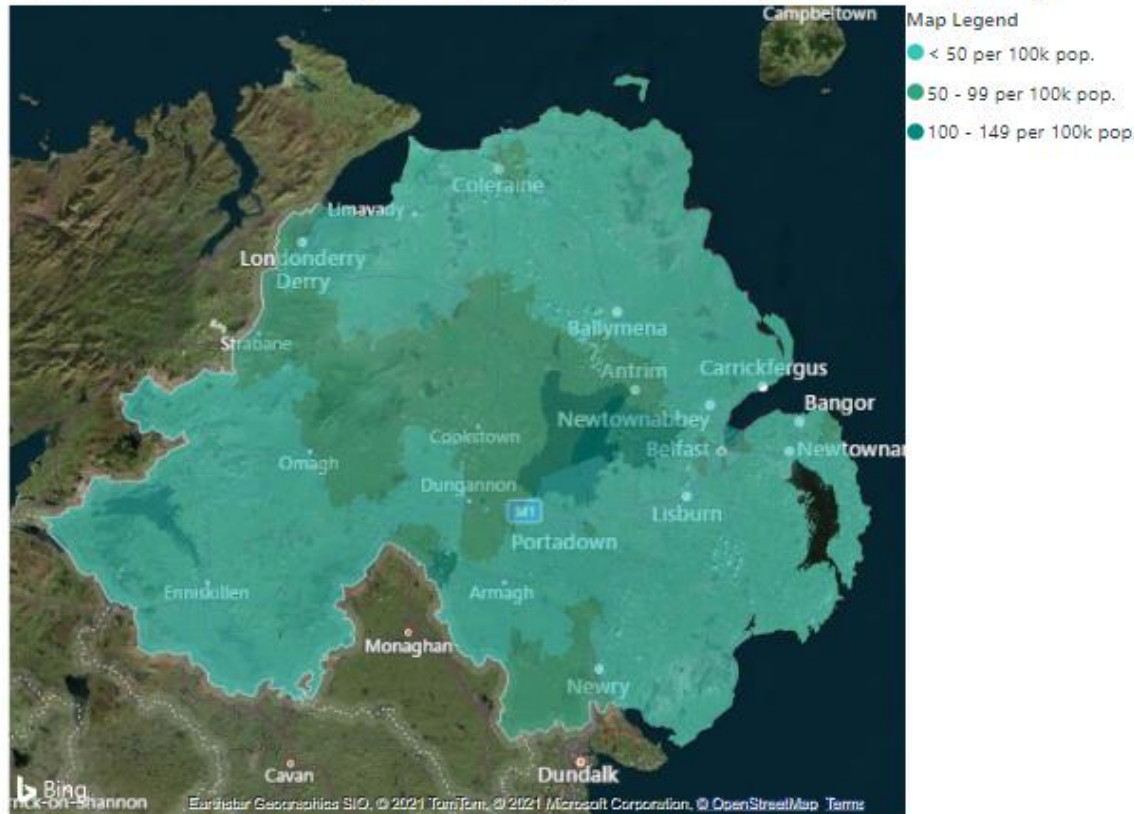 Campbeltown
Map Legend
< 50 per 100k pop.
50 - 99 per 100k pop.
100 - 149 per 100k pop.
Coleraine
Limavady
Londonderry
Derry
Strabane
Ballymena
Antrim
Carrickfergus
Newtownabbey
Bangor
Cookstown
Belfast
Newtownar
Omagh
Dungannon
M1
Lisburn
Portadown
Enniskillen
Armagh
Monaghan
Newry
Cavan
Dundalk
Bing
rrick-on-Shannon
Earthstar Geographics SIO, © 2021 TomTom, © 2021 Microsoft Corporation, © OpenStreetMap Terms